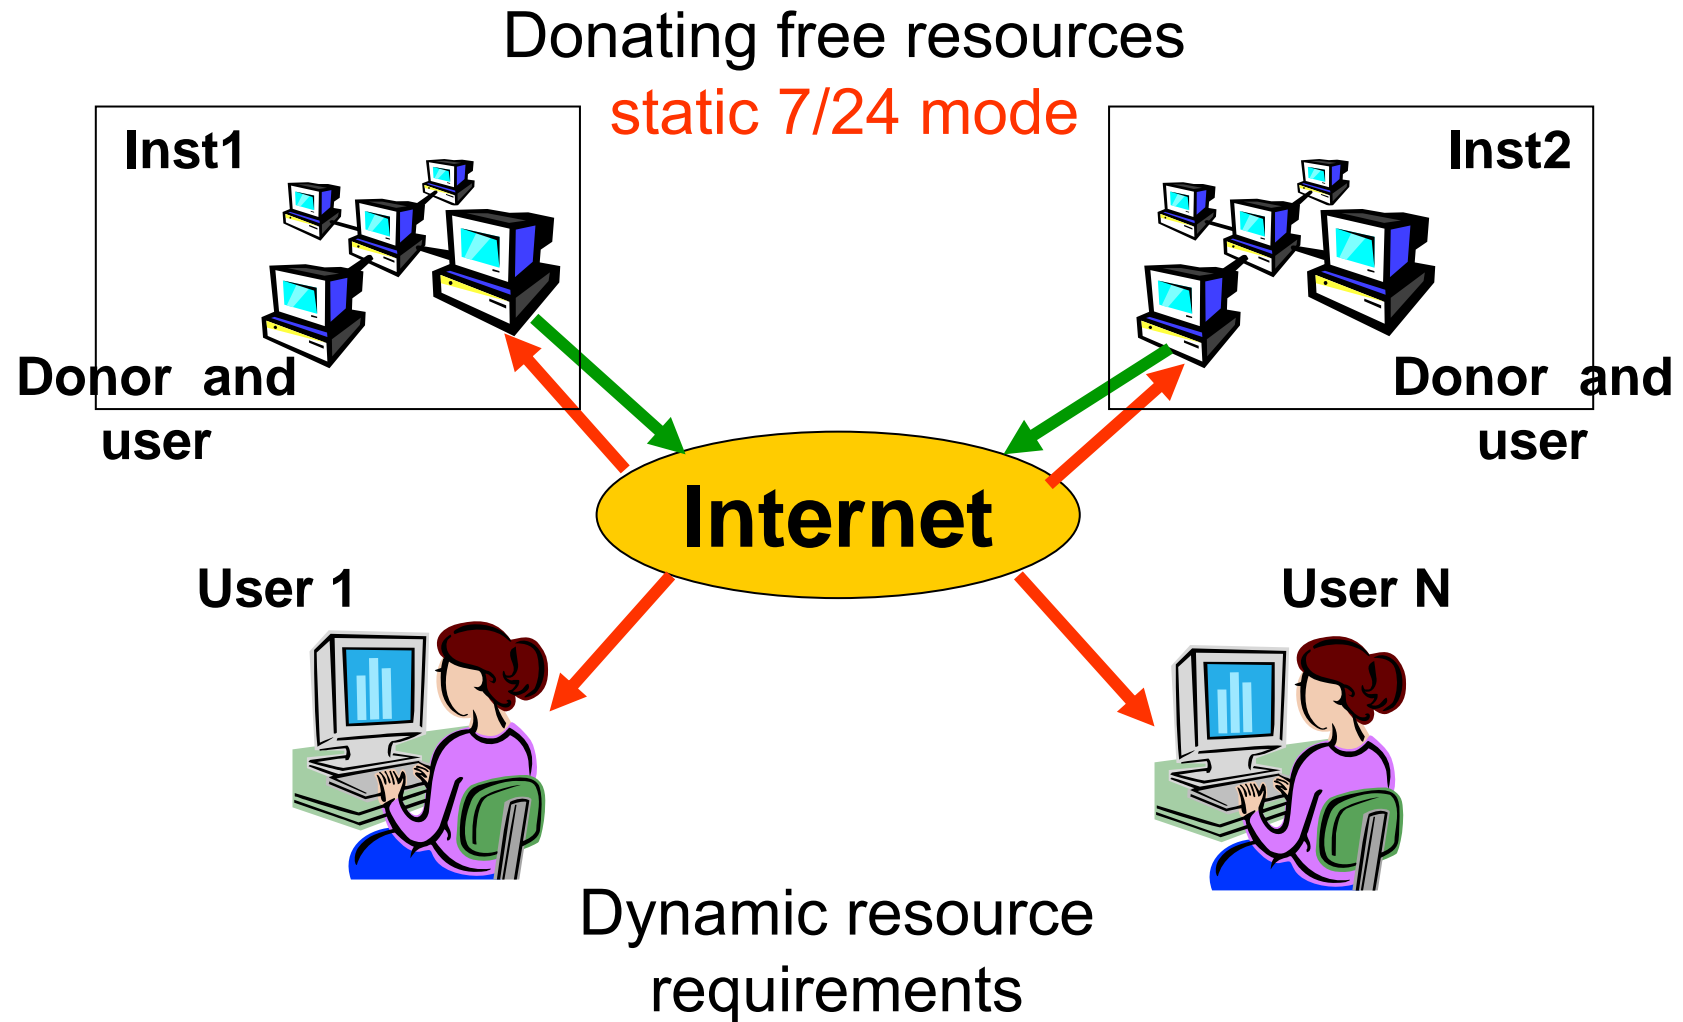 Donating free resources
static 7/24 mode
Inst1
Inst2
Donor and
user
Donor and
user
Internet
User 1
User N
Dynamic resource
requirements